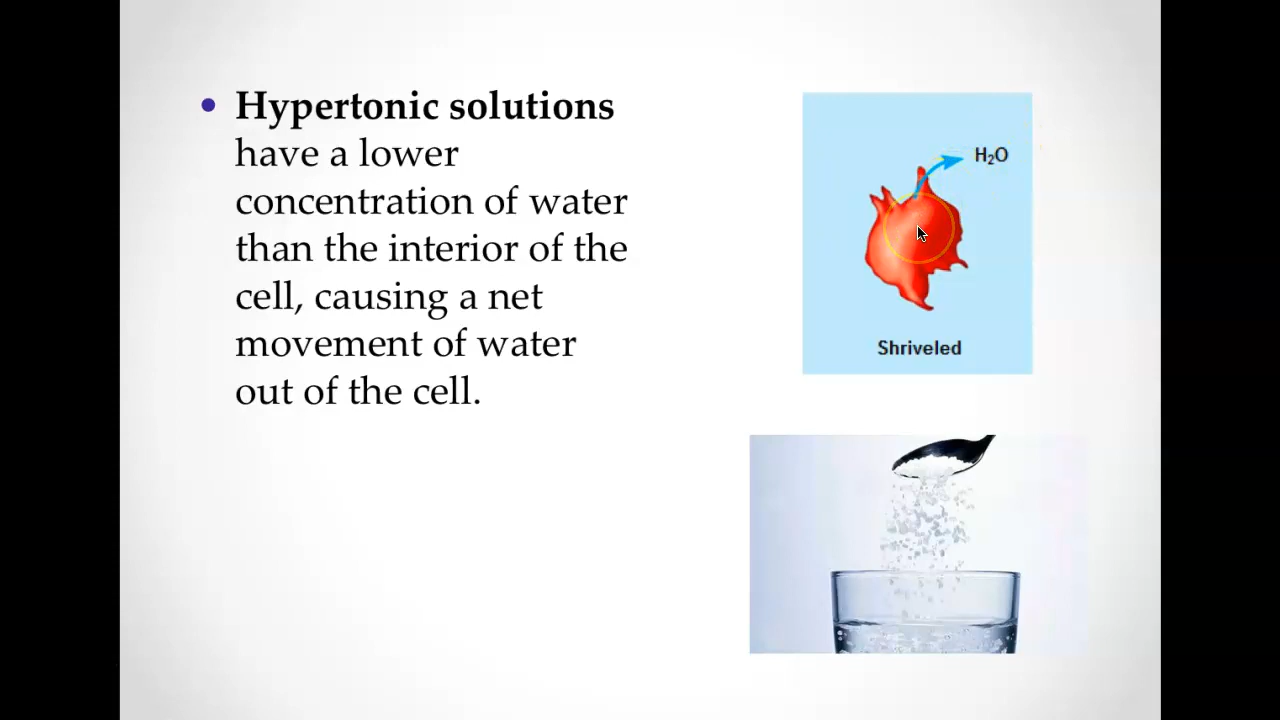 Hypertonic solutions
have a lower
concentration of water
than the interior of the
cell, causing a net
movement of water
out of the cell.
H₂O
Shriveled